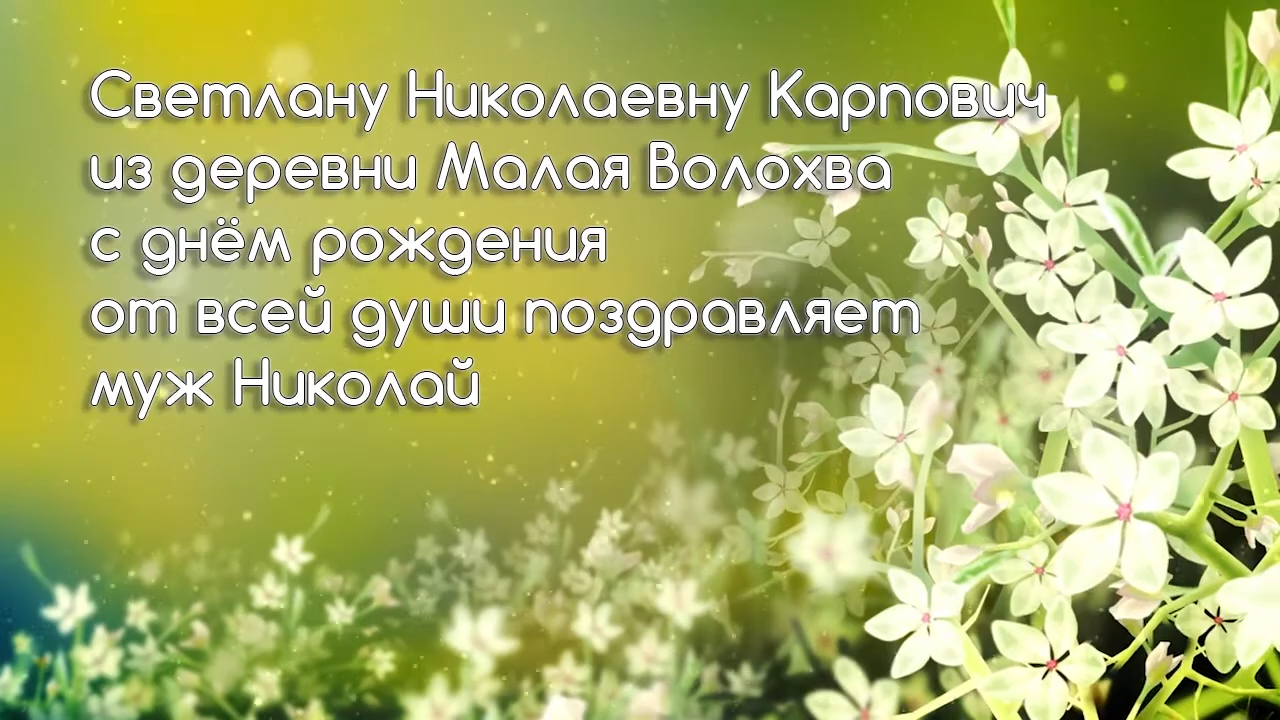 Светлану Николаевну Карпович
из деревни Малая Волохва
с днём рождения
от всей души поздравляет
муж Николай